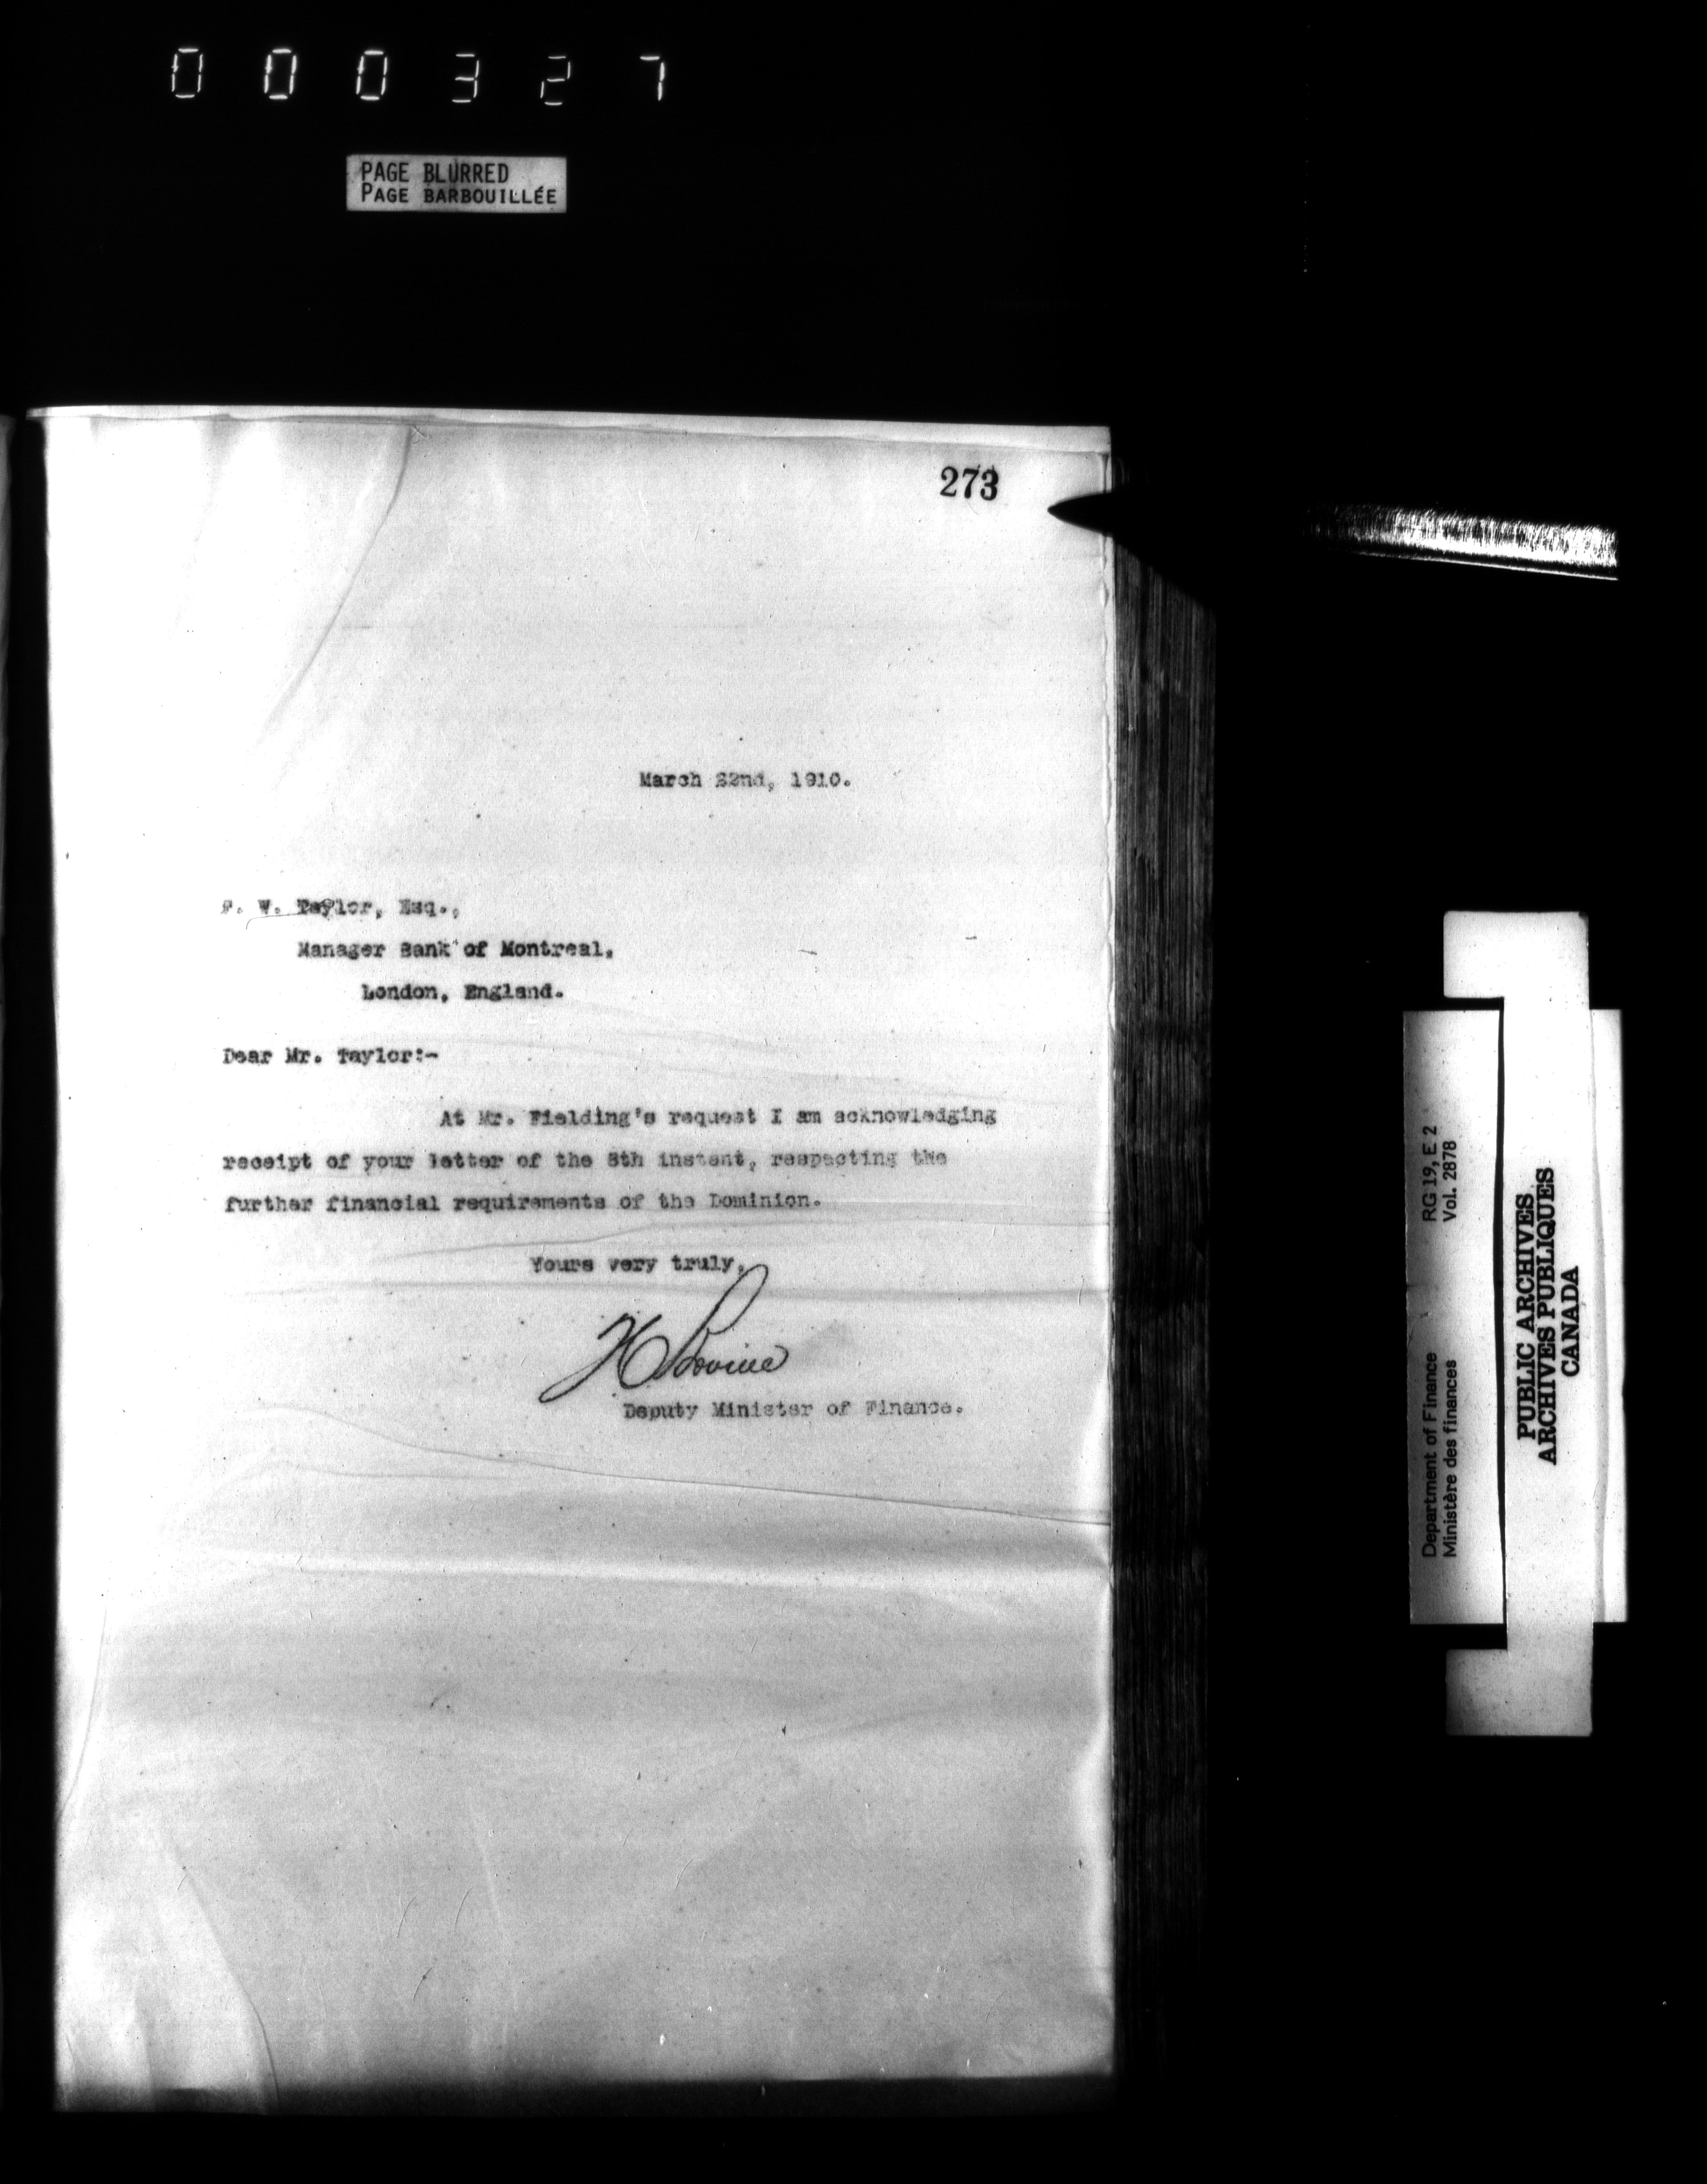 000327
PAGE BLURRED
PAGE BARBOUILLÉE
273
March 22nd, 1910.
F. W. Taylor, Esq.,
Manager Bank of Montreal,
London, England.
Dear Mr. Taylor:-
At Mr. Fielding's request I am acknowledging
receipt of your letter of the 8th instant, respecting the
further financial requirements of the Dominion.
Yours very truly,
Deputy Minister of Finance.
Department of Finance RG 19, E 2
Ministère des finances Vol. 2878
PUBLIC ARCHIVES
ARCHIVES PUBLIQUES
CANADA